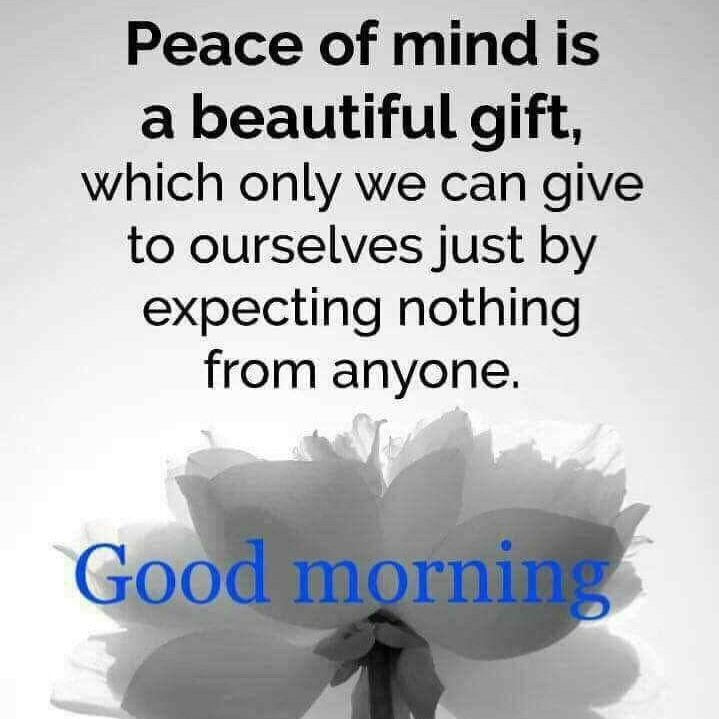 Peace of mind is
a beautiful gift,
which only we can give
to ourselves just by
expecting nothing
from anyone.
Good morning